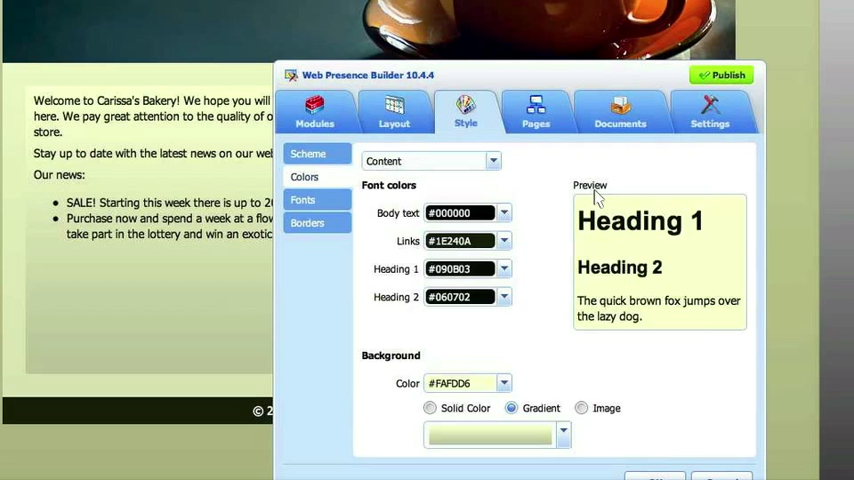 Web Presence Builder 10.4.4
Publish
Modules
Layout
Style
Pages
Documents
Settings
Welcome to Carissa's Bakery! We hope you will
here. We pay great attention to the quality of o
store.
Stay up to date with the latest news on our web
Our news:
SALE! Starting this week there is up to 20
Purchase now and spend a week at a flow
take part in the lottery and win an exotic
© 2
Scheme
Colors
Fonts
Borders
Content
Font colors
Body text #000000
Links #1E240A
Heading 1 #090B03
Heading 2 #060702
Preview
Heading 1
Heading 2
The quick brown fox jumps over
the lazy dog.
Background
Color #FAFDD6
Solid Color Gradient Image